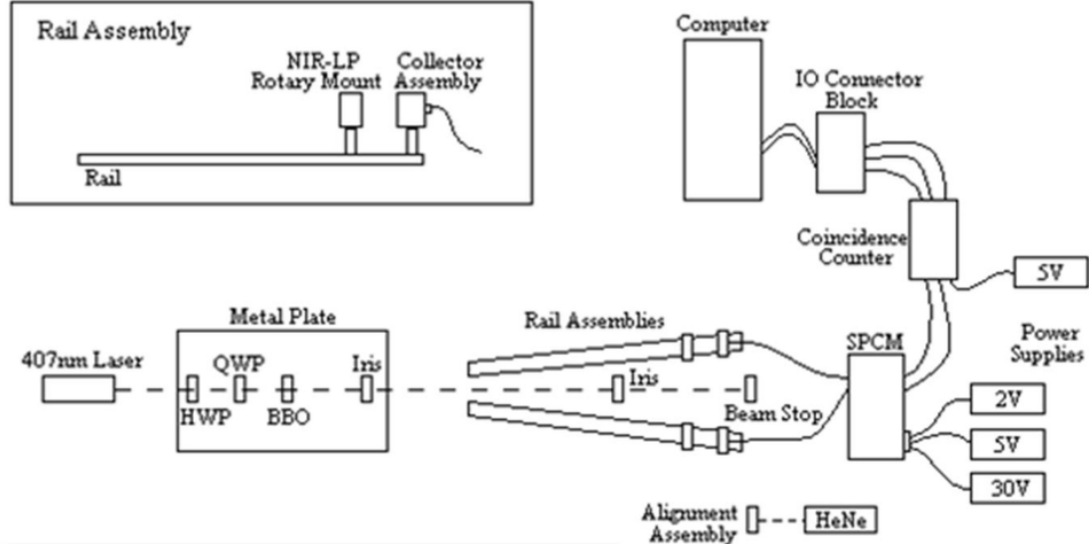 Rail Assembly
NIR-LP
Rotary Mount
Collector
Assembly
Rail
Computer
IO Connector
Block
Coincidence
Counter
5V
Metal Plate
407nm Laser
QWP
Iris
HWP
BBO
Rail Assemblies
Iris
Beam Stop
SPCM
Power
Supplies
2V
5V
30V
Alignment
Assembly
HeNe